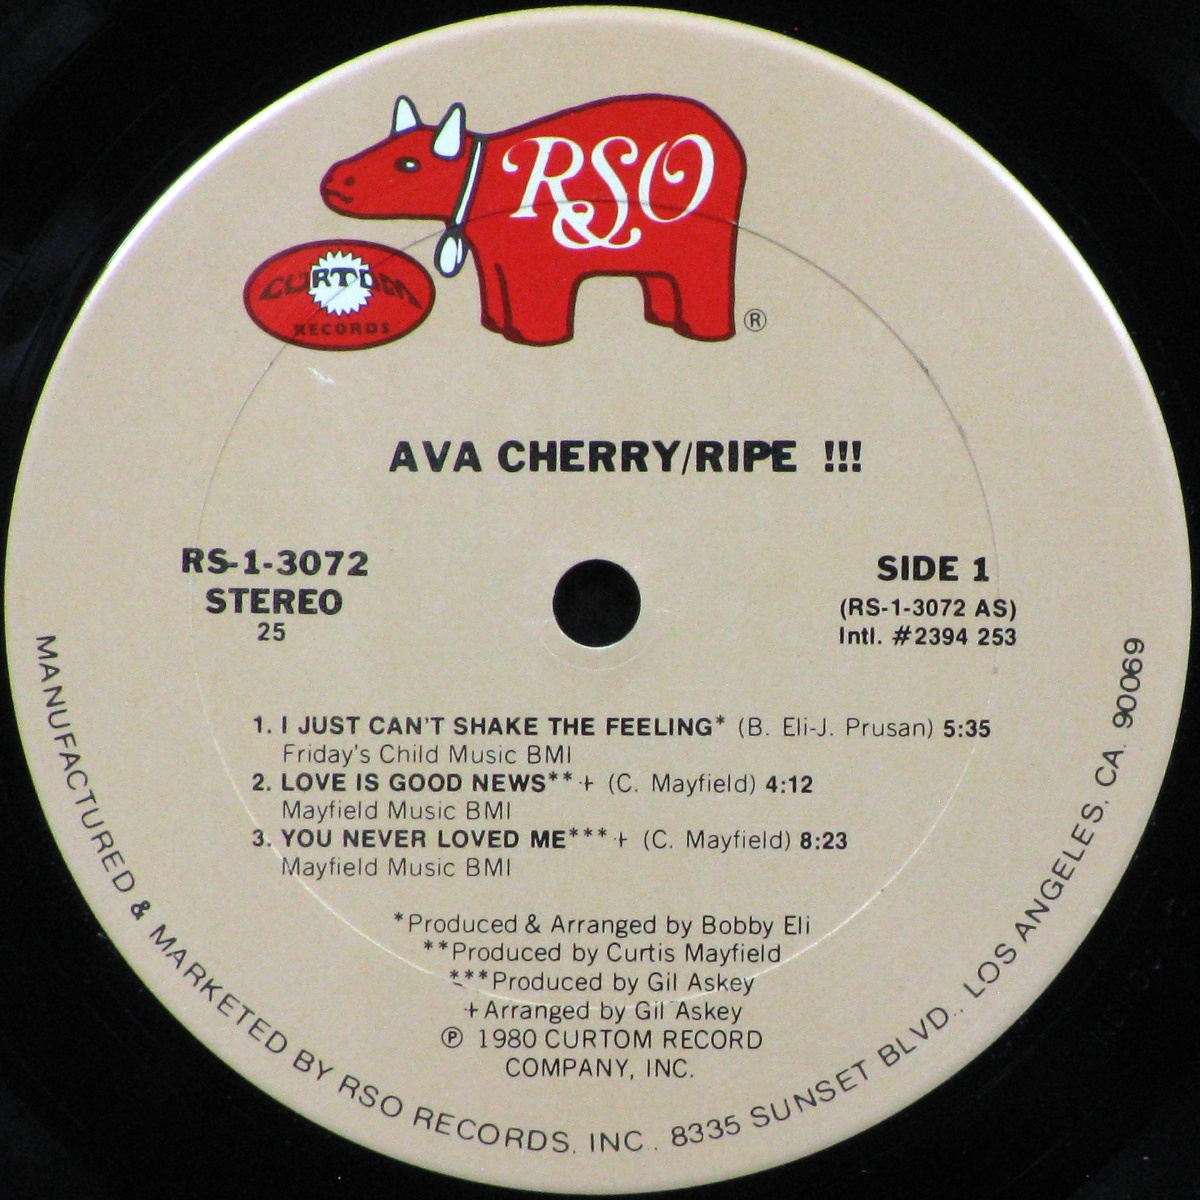 RSO
&
CURTOM
RECORDS
®
AVA CHERRY/RIPE !!!
RS-1-3072
STEREO
25
SIDE 1
(RS-1-3072 AS)
Intl. #2394 253
1. I JUST CAN'T SHAKE THE FEELING* (B. Eli-J. Prusan) 5:35
Friday's Child Music BMI
2. LOVE IS GOOD NEWS**+ (C. Mayfield) 4:12
Mayfield Music BMI
3. YOU NEVER LOVED ME***+ (C. Mayfield) 8:23
Mayfield Music BMI
*Produced & Arranged by Bobby Eli
**Produced by Curtis Mayfield
***Produced by Gil Askey
+Arranged by Gil Askey
℗ 1980 CURTOM RECORD
COMPANY, INC.
MANUFACTURED & MARKETED BY RSO RECORDS, INC. 8335 SUNSET BLVD., LOS ANGELES, CA. 90069